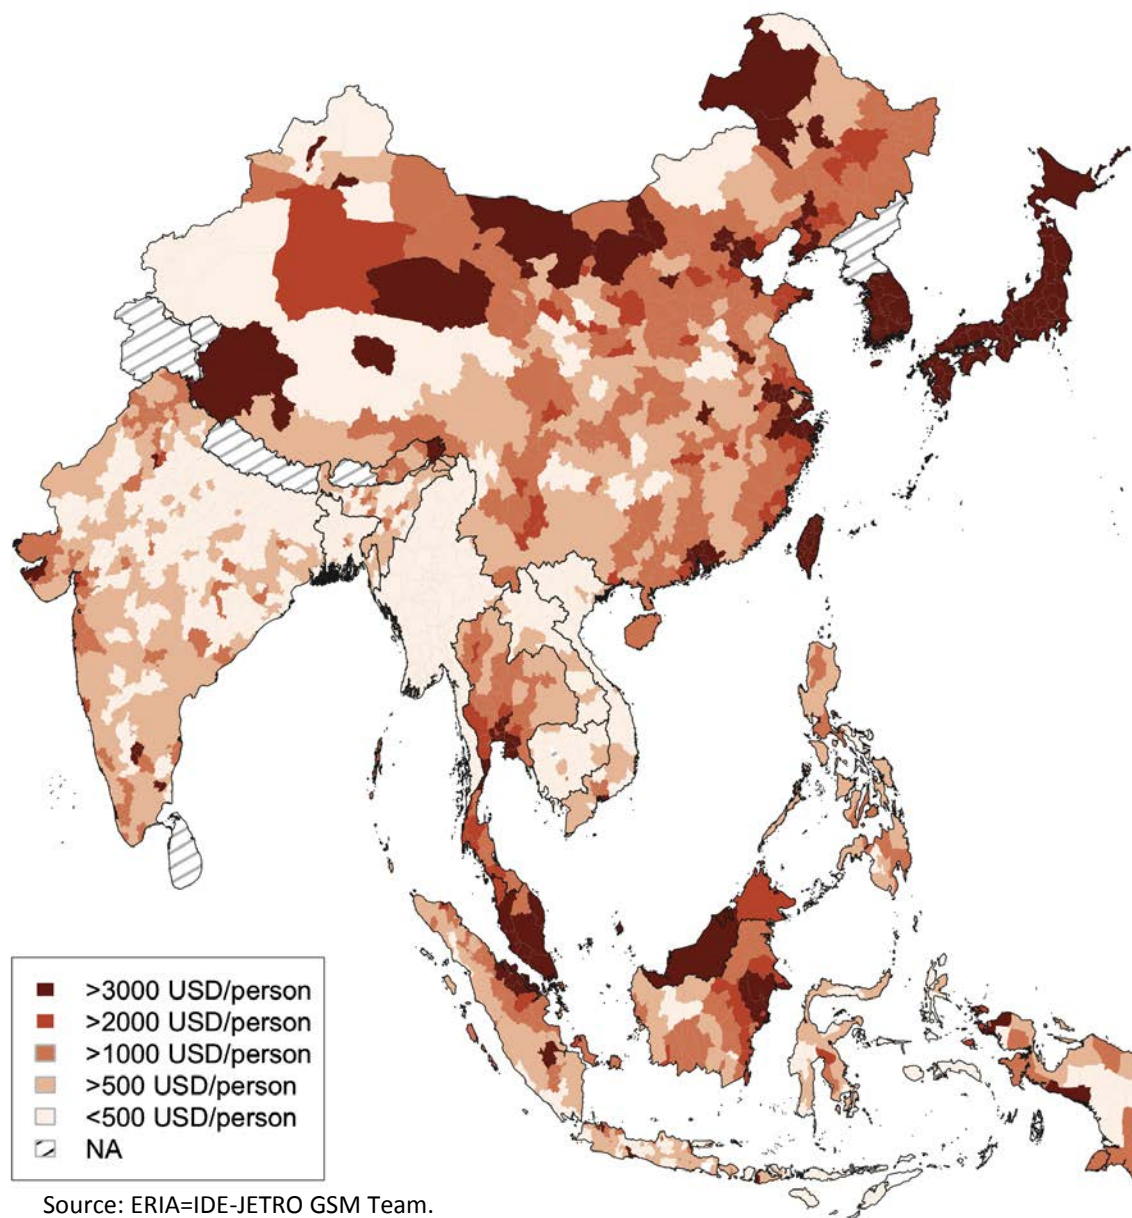 >3000 USD/person
>2000 USD/person
>1000 USD/person
>500 USD/person
<500 USD/person
NA
Source: ERIA=IDE-JETRO GSM Team.